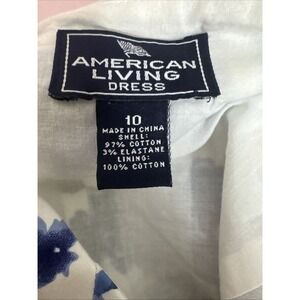 AMERICAN
LIVING
DRESS
10
MADE IN CHINA
SHELL:
97% COTTON
3% ELASTANE
LINING:
100% COTTON